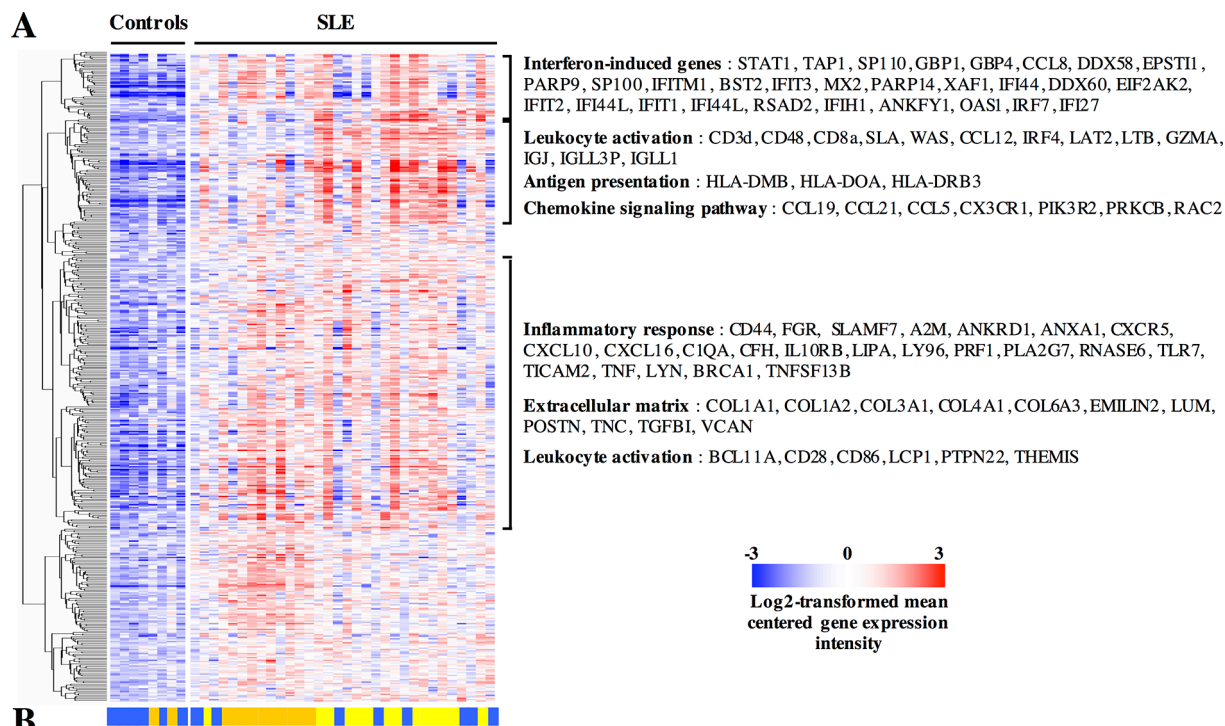 A
Controls
SLE
Interferon-induced genes : STAT1, TAP1, SP110, GBP1, GBP4, CCL8, DDX58, EPSTI1,
PARP9, SP100, IFITM1, BST2, IFIT3, MX2, PARP14, XAF1, IFI44, DDX60, EIF2AK2,
IFIT2, IFI44L, IFIT1, IFI44L, RSAD2, IFIH1, ANKFY1, OAS1, IRF7, IFI27
Leukocyte activation : CD3d, CD48, CD8a, SLA, WAS, CCL12, IRF4, LAT2, LTB, GZMA,
IGJ, IGLL3P, IGLL1
Antigen presentation : HLA-DMB, HLA-DOA, HLA-DRB3
Chemokine signaling pathway : CCL19, CCL21, CCL5, CX3CR1, PIK3R2, PRKCB, RAC2
Inflammatory response : CD44, FGR, SLAMF7, A2M, ANKRD1, ANXA1, CXCR5,
CXCL10, CXCL16, C1QA, CFH, IL10RB, LIPA, LY96, PRF1, PLA2G7, RNASE6, TLR7,
TICAM2, TNF, LYN, BRCA1, TNFSF13B
Extracellular matrix : COL1A1, COL1A2, COL3A1, COL4A1, COL6A3, EMILIN2, LUM,
POSTN, TNC, TGFBI, VCAN
Leukocyte activation : BCL11A, CD28, CD86, LCP1, PTPN22, THEMIS
-3 0 3
Log2-transformed mean
centered gene expression
intensity
B